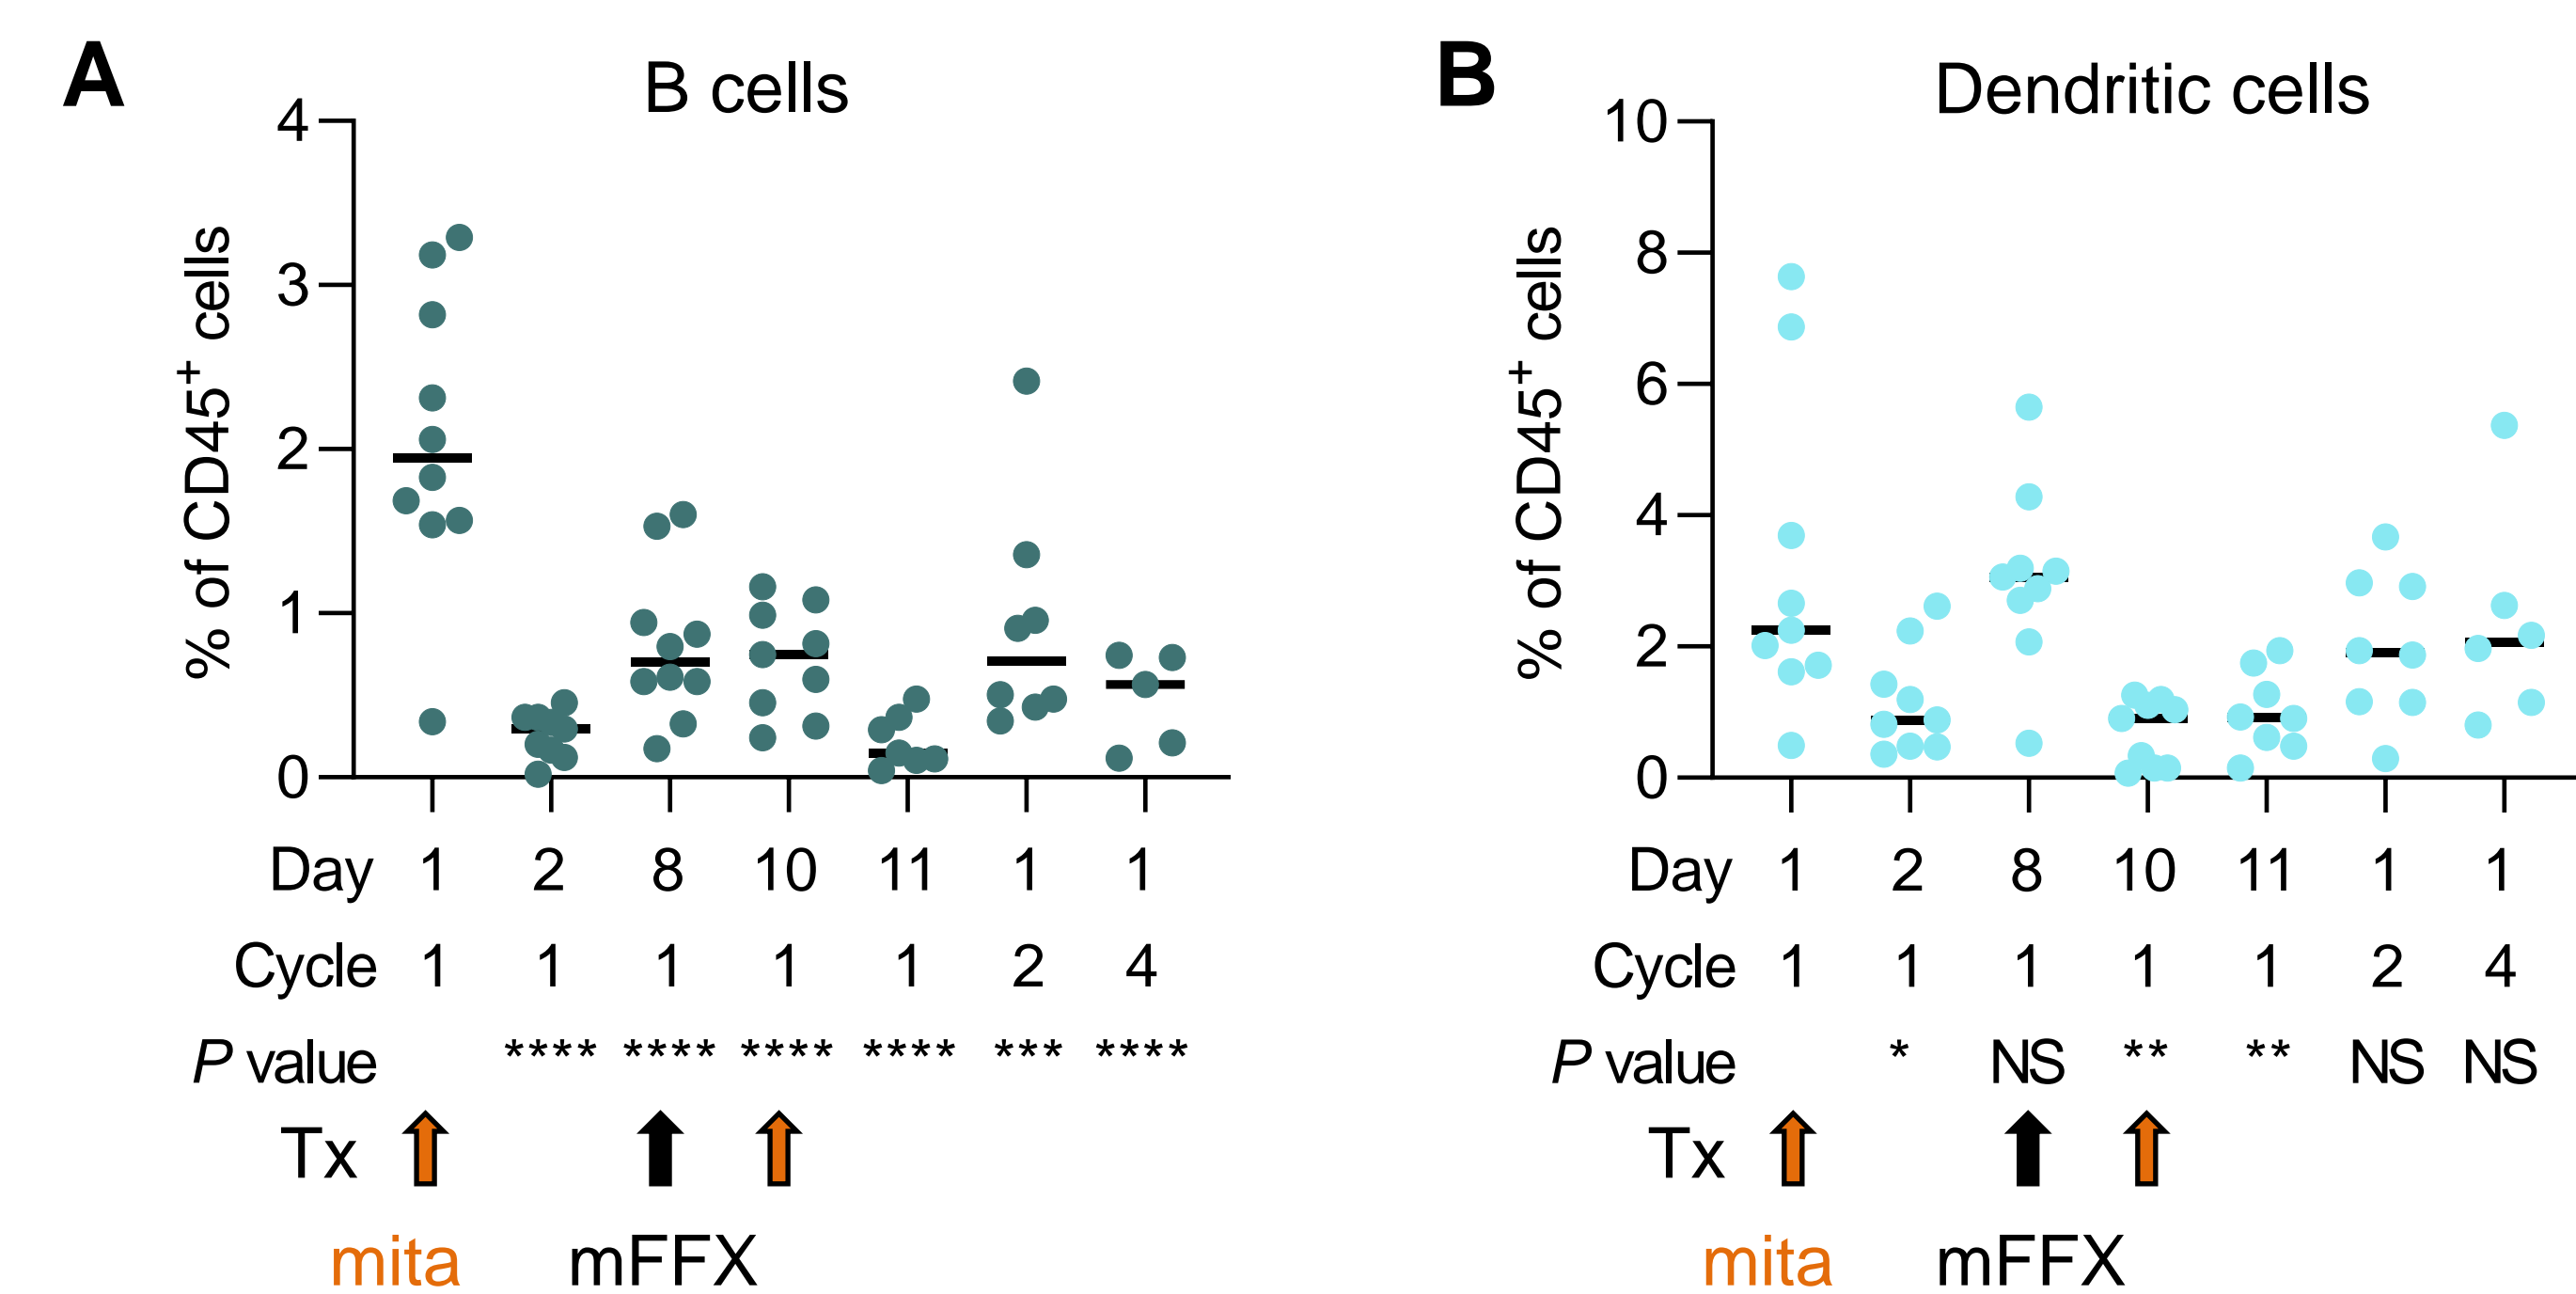 A
B cells
% of CD45+ cells
4
3
2
1
0
Day 1 2 8 10 11 1 1
Cycle 1 1 1 1 1 2 4
P value **** **** **** **** *** ****
Tx
mita mFFX
B
Dendritic cells
% of CD45+ cells
10
8
6
4
2
0
Day 1 2 8 10 11 1 1
Cycle 1 1 1 1 1 2 4
P value * NS ** ** NS NS
Tx
mita mFFX